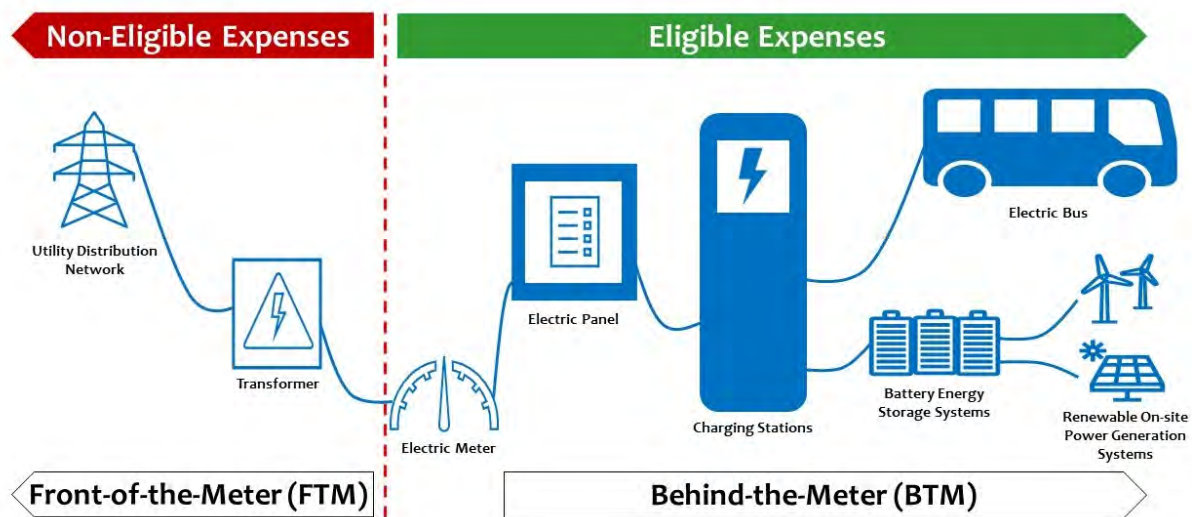 Non-Eligible Expenses
Eligible Expenses
Utility Distribution
Network
Transformer
Electric Meter
Electric Panel
Charging Stations
Electric Bus
Battery Energy
Storage Systems
Renewable On-site
Power Generation
Systems
Front-of-the-Meter (FTM)
Behind-the-Meter (BTM)